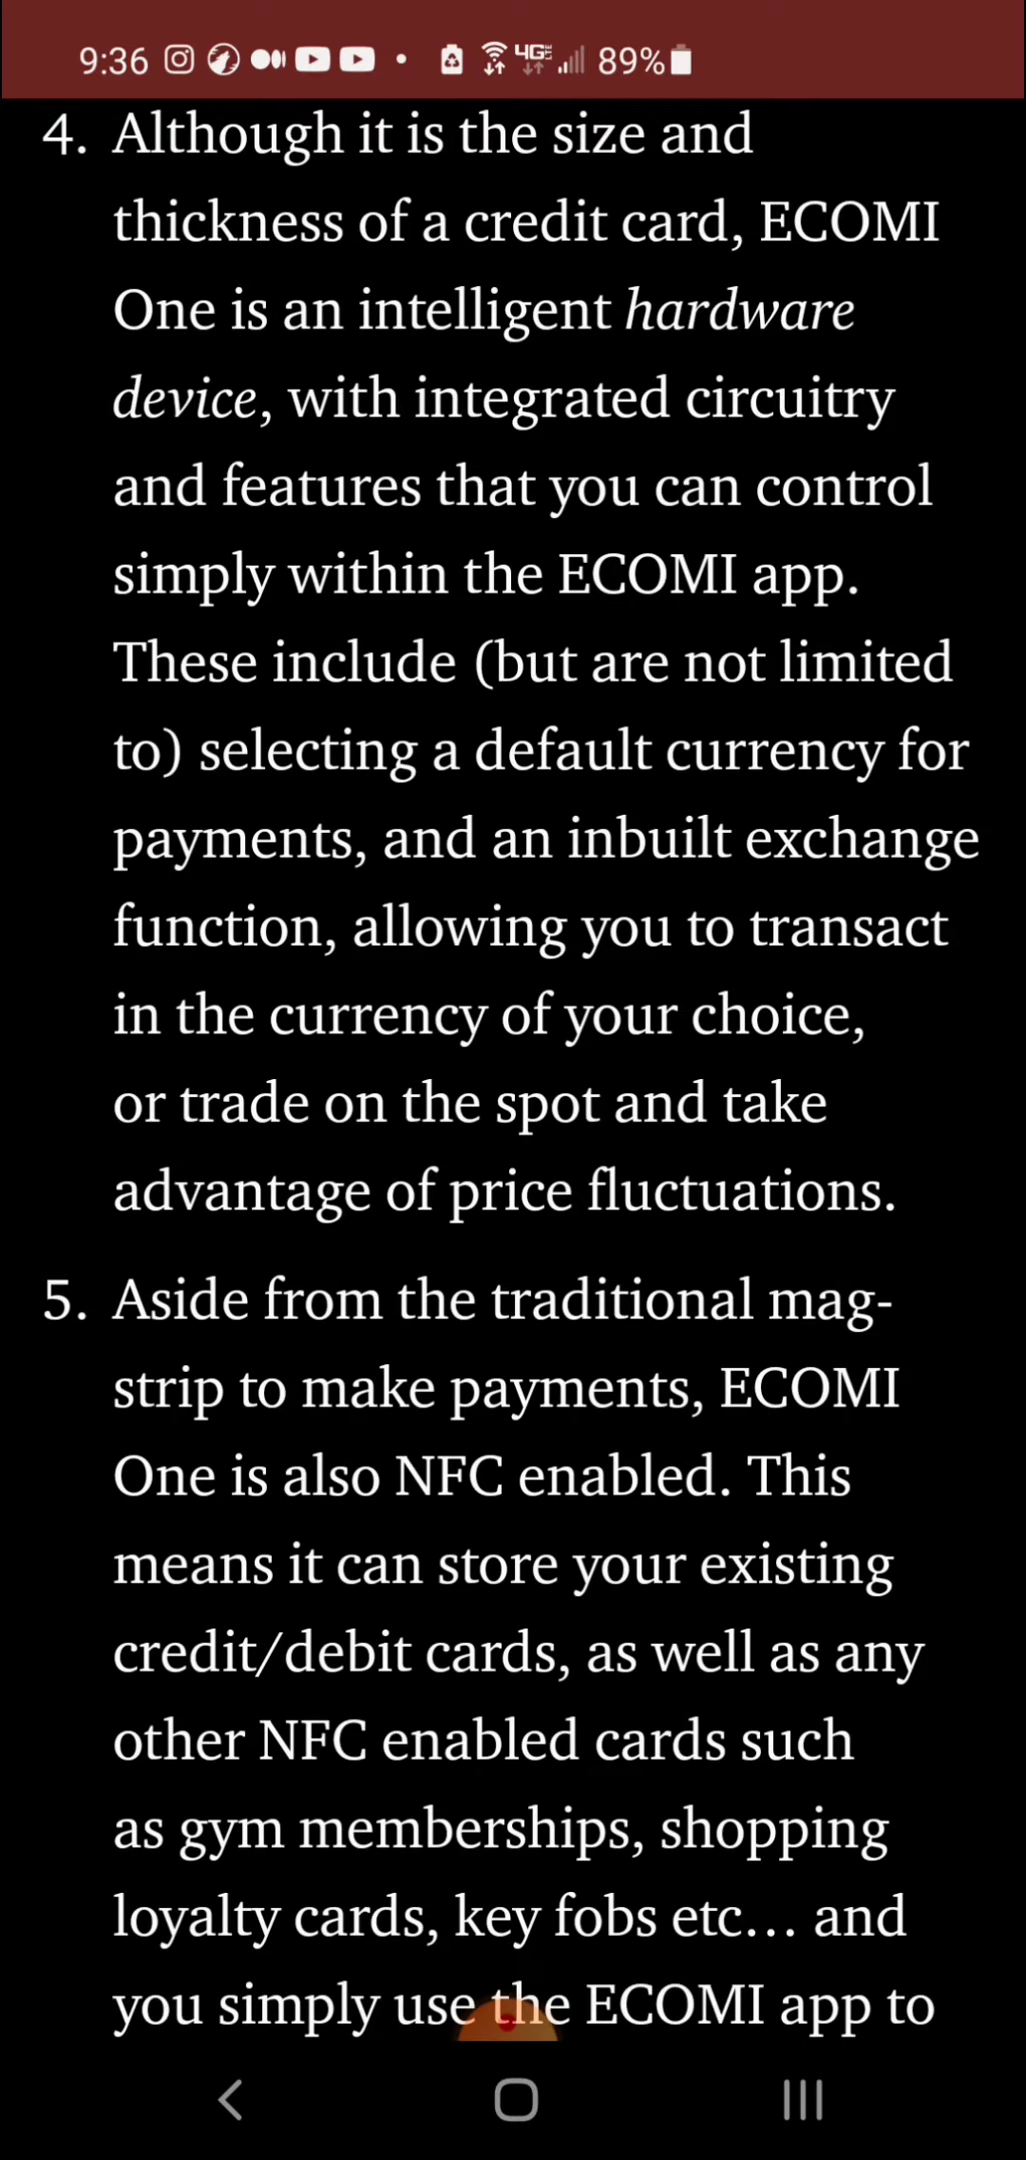 9:36 4GE 89%
4. Although it is the size and
thickness of a credit card, ECOMI
One is an intelligent hardware
device, with integrated circuitry
and features that you can control
simply within the ECOMI app.
These include (but are not limited
to) selecting a default currency for
payments, and an inbuilt exchange
function, allowing you to transact
in the currency of your choice,
or trade on the spot and take
advantage of price fluctuations.
5. Aside from the traditional mag-
strip to make payments, ECOMI
One is also NFC enabled. This
means it can store your existing
credit/debit cards, as well as any
other NFC enabled cards such
as gym memberships, shopping
loyalty cards, key fobs etc… and
you simply use the ECOMI app to